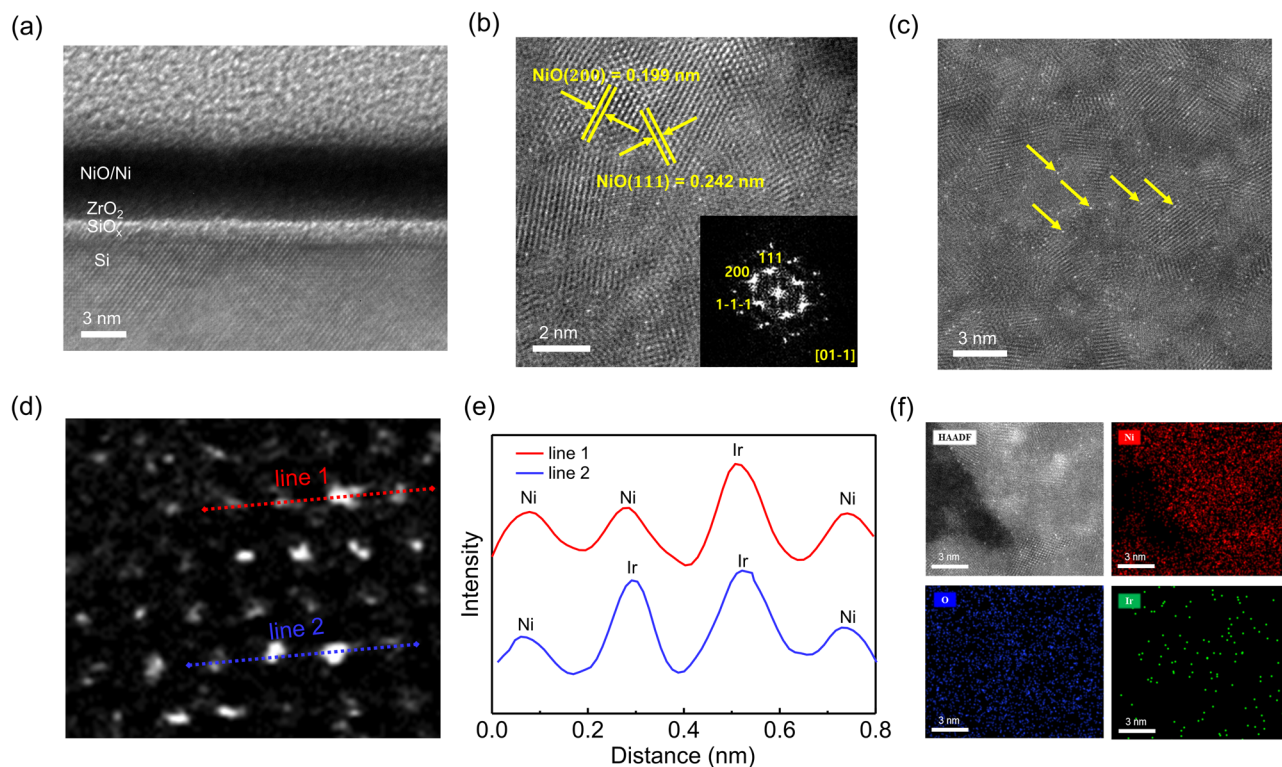 (a)
NiO/Ni
ZrO₂
SiOₓ
Si
3 nm
(b)
NiO(200) = 0.199 nm
NiO(111) = 0.242 nm
111
200
1-1-1
2 nm
[01-1]
(c)
3 nm
(d)
line 1
line 2
(e)
line 1
line 2
Ir
Ni
Ni
Ni
Ir
Ir
Ni
Ni
Intensity
0.0
0.2
0.4
0.6
0.8
Distance (nm)
(f)
HAADF
3 nm
Ni
3 nm
O
3 nm
Ir
3 nm